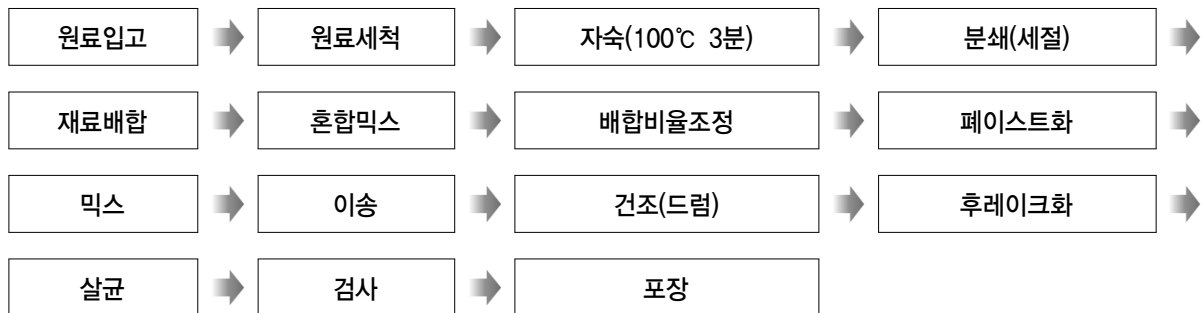 원료입고 원료세척 자숙(100℃ 3분) 분쇄(세절)
재료배합 혼합믹스 배합비율조정 페이스트화
믹스 이송 건조(드럼) 후레이크화
살균 검사 포장